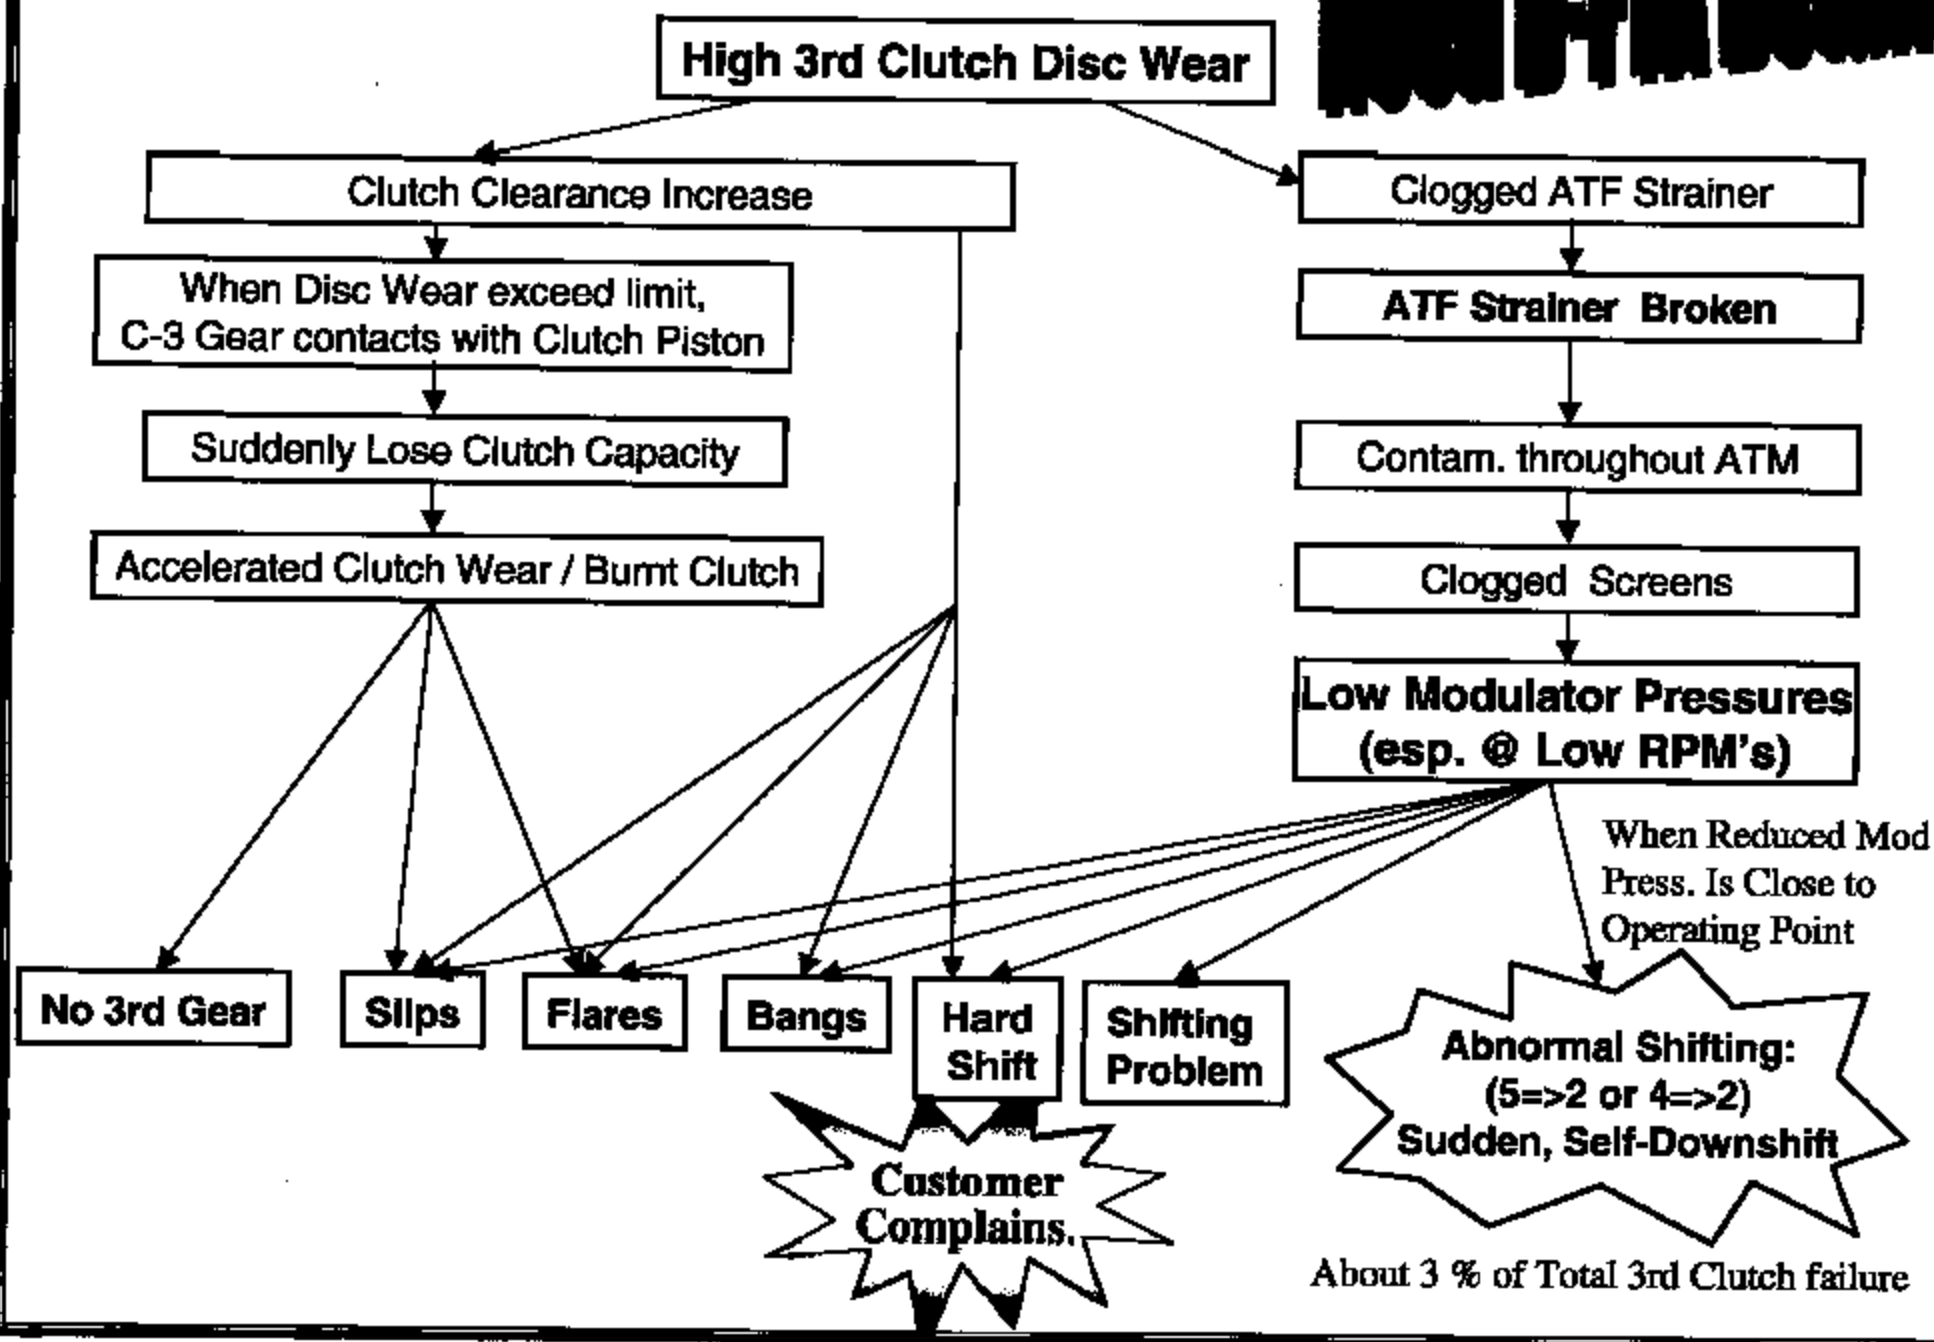 High 3rd Clutch Disc Wear
Clutch Clearance Increase
Clogged ATF Strainer
When Disc Wear exceed limit,
C-3 Gear contacts with Clutch Piston
ATF Strainer Broken
Suddenly Lose Clutch Capacity
Contam. throughout ATM
Accelerated Clutch Wear / Burnt Clutch
Clogged Screens
Low Modulator Pressures
(esp. @ Low RPM's)
When Reduced Mod
Press. Is Close to
Operating Point
No 3rd Gear
Slips
Flares
Bangs
Hard
Shift
Shifting
Problem
Abnormal Shifting:
(5=>2 or 4=>2)
Sudden, Self-Downshift
Customer
Complains.
About 3 % of Total 3rd Clutch failure